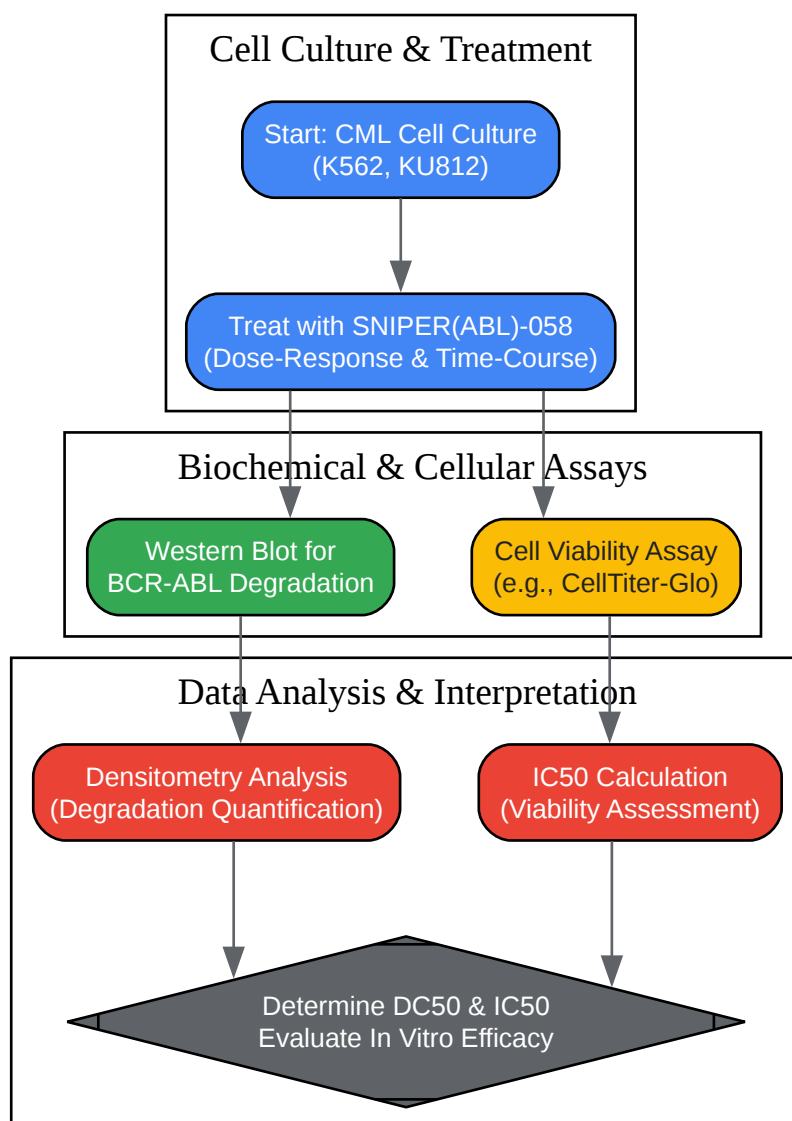 Cell Culture & Treatment
Start: CML Cell Culture
(K562, KU812)
Treat with SNIPER(ABL)-058
(Dose-Response & Time-Course)
Biochemical & Cellular Assays
Western Blot for
BCR-ABL Degradation
Cell Viability Assay
(e.g., CellTiter-Glo)
Data Analysis & Interpretation
Densitometry Analysis
(Degradation Quantification)
IC50 Calculation
(Viability Assessment)
Determine DC50 & IC50
Evaluate In Vitro Efficacy